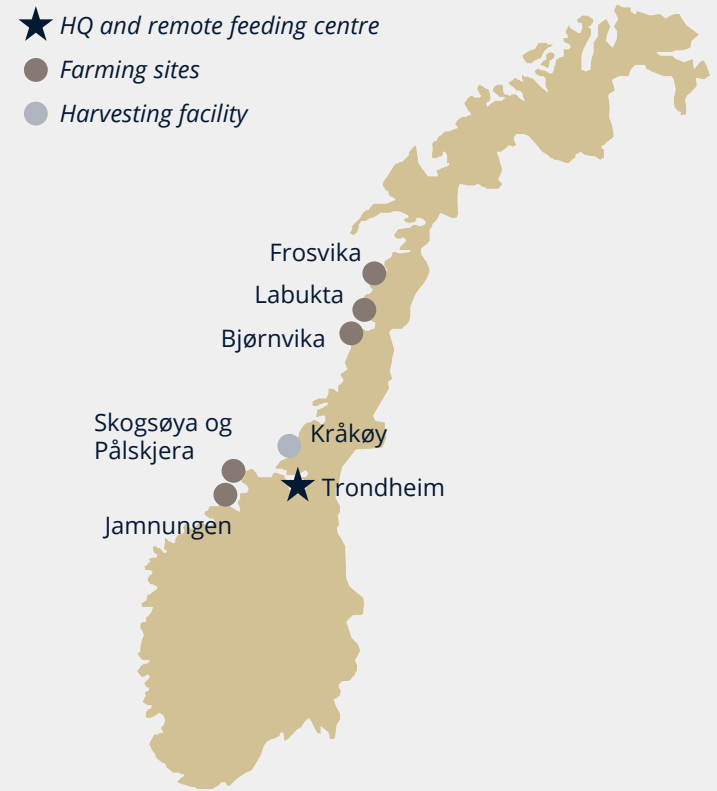 HQ and remote feeding centre
Farming sites
Harvesting facility
Frosvika
Labukta
Bjørnvika
Skogsøya og
Pålskjera
Kråkøy
Trondheim
Jamnungen